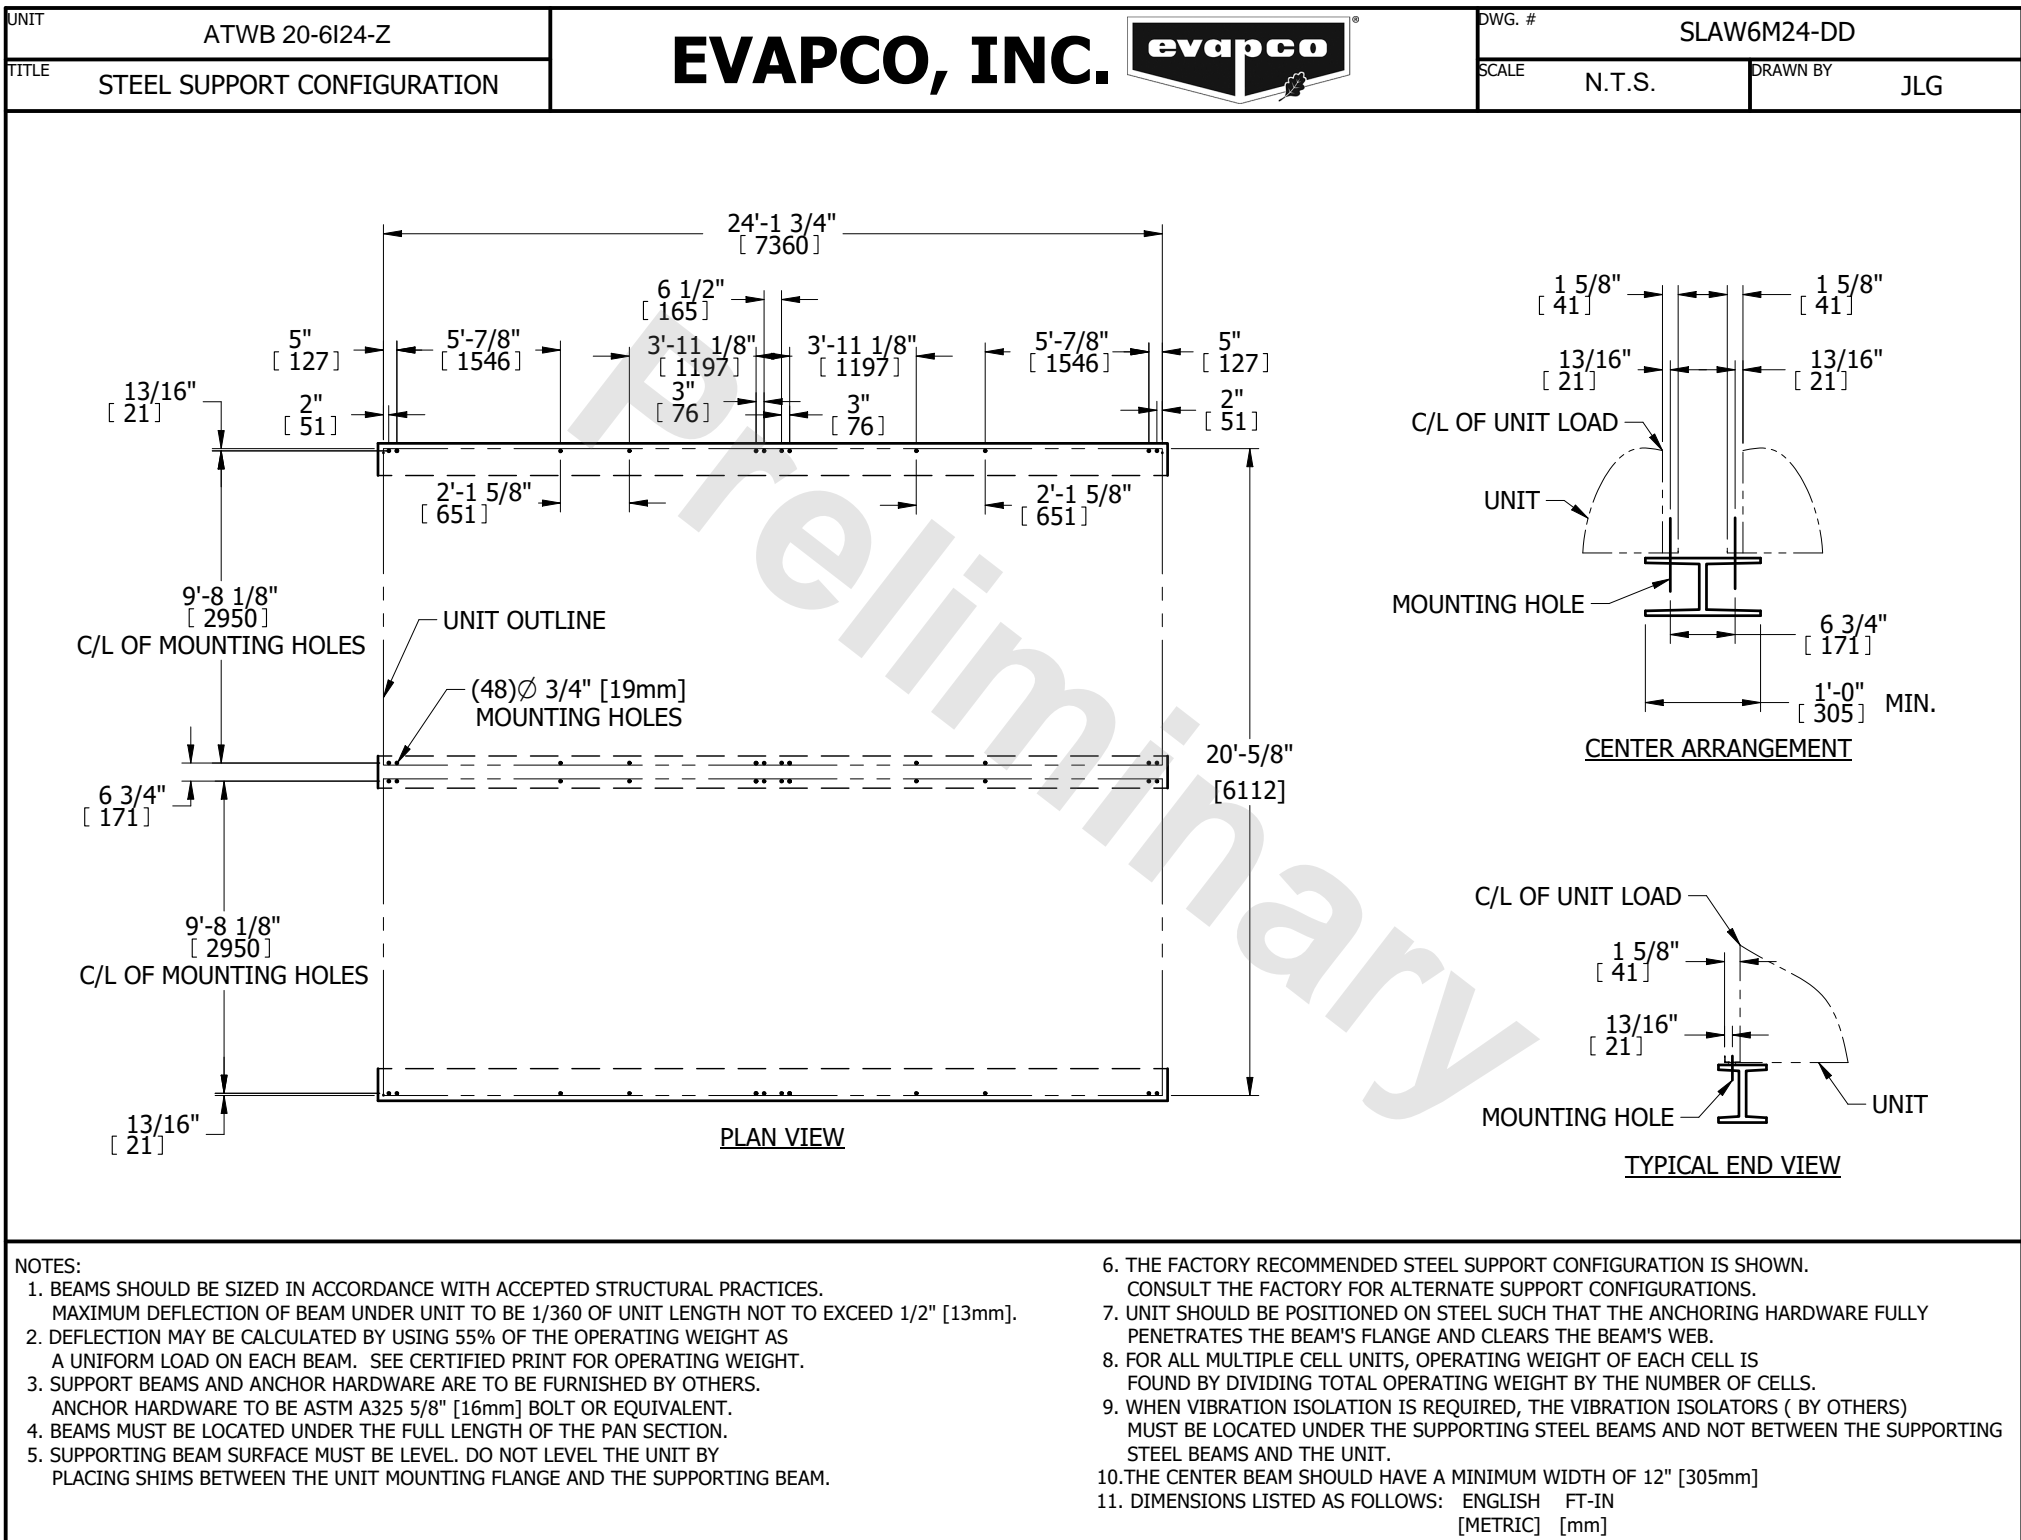 UNIT
ATWB 20-6I24-Z
TITLE
STEEL SUPPORT CONFIGURATION
EVAPCO, INC.
evapco
®
DWG. #
SLAW6M24-DD
SCALE
N.T.S.
DRAWN BY
JLG
24'-1 3/4"
[ 7360]
6 1/2"
[ 165]
5"
[ 127]
5'-7/8"
[ 1546]
3'-11 1/8"
[ 1197]
3'-11 1/8"
[ 1197]
5'-7/8"
[ 1546]
5"
[ 127]
13/16"
[ 21]
2"
[ 51]
3"
[ 76]
3"
[ 76]
2"
[ 51]
2'-1 5/8"
[ 651]
2'-1 5/8"
[ 651]
9'-8 1/8"
[ 2950]
C/L OF MOUNTING HOLES
UNIT OUTLINE
(48)Ø 3/4" [19mm]
MOUNTING HOLES
6 3/4"
[ 171]
20'-5/8"
[6112]
9'-8 1/8"
[ 2950]
C/L OF MOUNTING HOLES
13/16"
[ 21]
PLAN VIEW
Preliminary
1 5/8"
[ 41]
1 5/8"
[ 41]
13/16"
[ 21]
13/16"
[ 21]
C/L OF UNIT LOAD
UNIT
MOUNTING HOLE
6 3/4"
[ 171]
1'-0"
[ 305] MIN.
CENTER ARRANGEMENT
C/L OF UNIT LOAD
1 5/8"
[ 41]
13/16"
[ 21]
MOUNTING HOLE
UNIT
TYPICAL END VIEW
NOTES:
1. BEAMS SHOULD BE SIZED IN ACCORDANCE WITH ACCEPTED STRUCTURAL PRACTICES.
MAXIMUM DEFLECTION OF BEAM UNDER UNIT TO BE 1/360 OF UNIT LENGTH NOT TO EXCEED 1/2" [13mm].
2. DEFLECTION MAY BE CALCULATED BY USING 55% OF THE OPERATING WEIGHT AS
A UNIFORM LOAD ON EACH BEAM. SEE CERTIFIED PRINT FOR OPERATING WEIGHT.
3. SUPPORT BEAMS AND ANCHOR HARDWARE ARE TO BE FURNISHED BY OTHERS.
ANCHOR HARDWARE TO BE ASTM A325 5/8" [16mm] BOLT OR EQUIVALENT.
4. BEAMS MUST BE LOCATED UNDER THE FULL LENGTH OF THE PAN SECTION.
5. SUPPORTING BEAM SURFACE MUST BE LEVEL. DO NOT LEVEL THE UNIT BY
PLACING SHIMS BETWEEN THE UNIT MOUNTING FLANGE AND THE SUPPORTING BEAM.
6. THE FACTORY RECOMMENDED STEEL SUPPORT CONFIGURATION IS SHOWN.
CONSULT THE FACTORY FOR ALTERNATE SUPPORT CONFIGURATIONS.
7. UNIT SHOULD BE POSITIONED ON STEEL SUCH THAT THE ANCHORING HARDWARE FULLY
PENETRATES THE BEAM'S FLANGE AND CLEARS THE BEAM'S WEB.
8. FOR ALL MULTIPLE CELL UNITS, OPERATING WEIGHT OF EACH CELL IS
FOUND BY DIVIDING TOTAL OPERATING WEIGHT BY THE NUMBER OF CELLS.
9. WHEN VIBRATION ISOLATION IS REQUIRED, THE VIBRATION ISOLATORS ( BY OTHERS)
MUST BE LOCATED UNDER THE SUPPORTING STEEL BEAMS AND NOT BETWEEN THE SUPPORTING
STEEL BEAMS AND THE UNIT.
10.THE CENTER BEAM SHOULD HAVE A MINIMUM WIDTH OF 12" [305mm]
11. DIMENSIONS LISTED AS FOLLOWS: ENGLISH FT-IN
[METRIC] [mm]